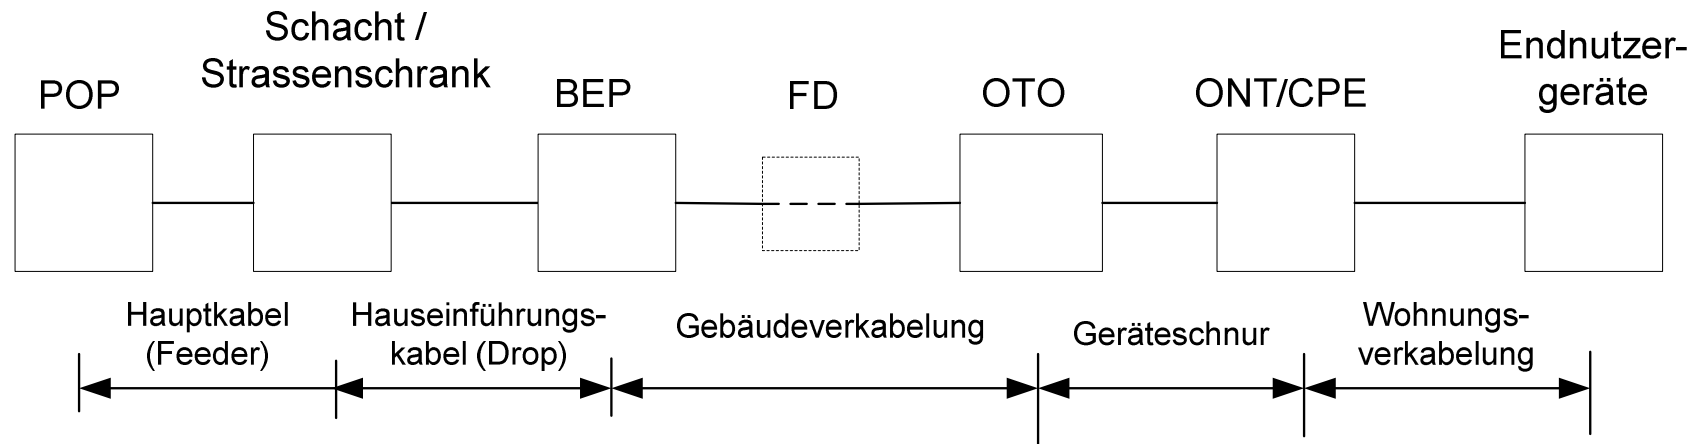 POP
Schacht /
Strassenschrank
BEP
FD
OTO
ONT/CPE
Endnutzer-
geräte
Hauptkabel
(Feeder)
Hauseinführungs-
kabel (Drop)
Gebäudeverkabelung
Geräteschnur
Wohnungs-
verkabelung